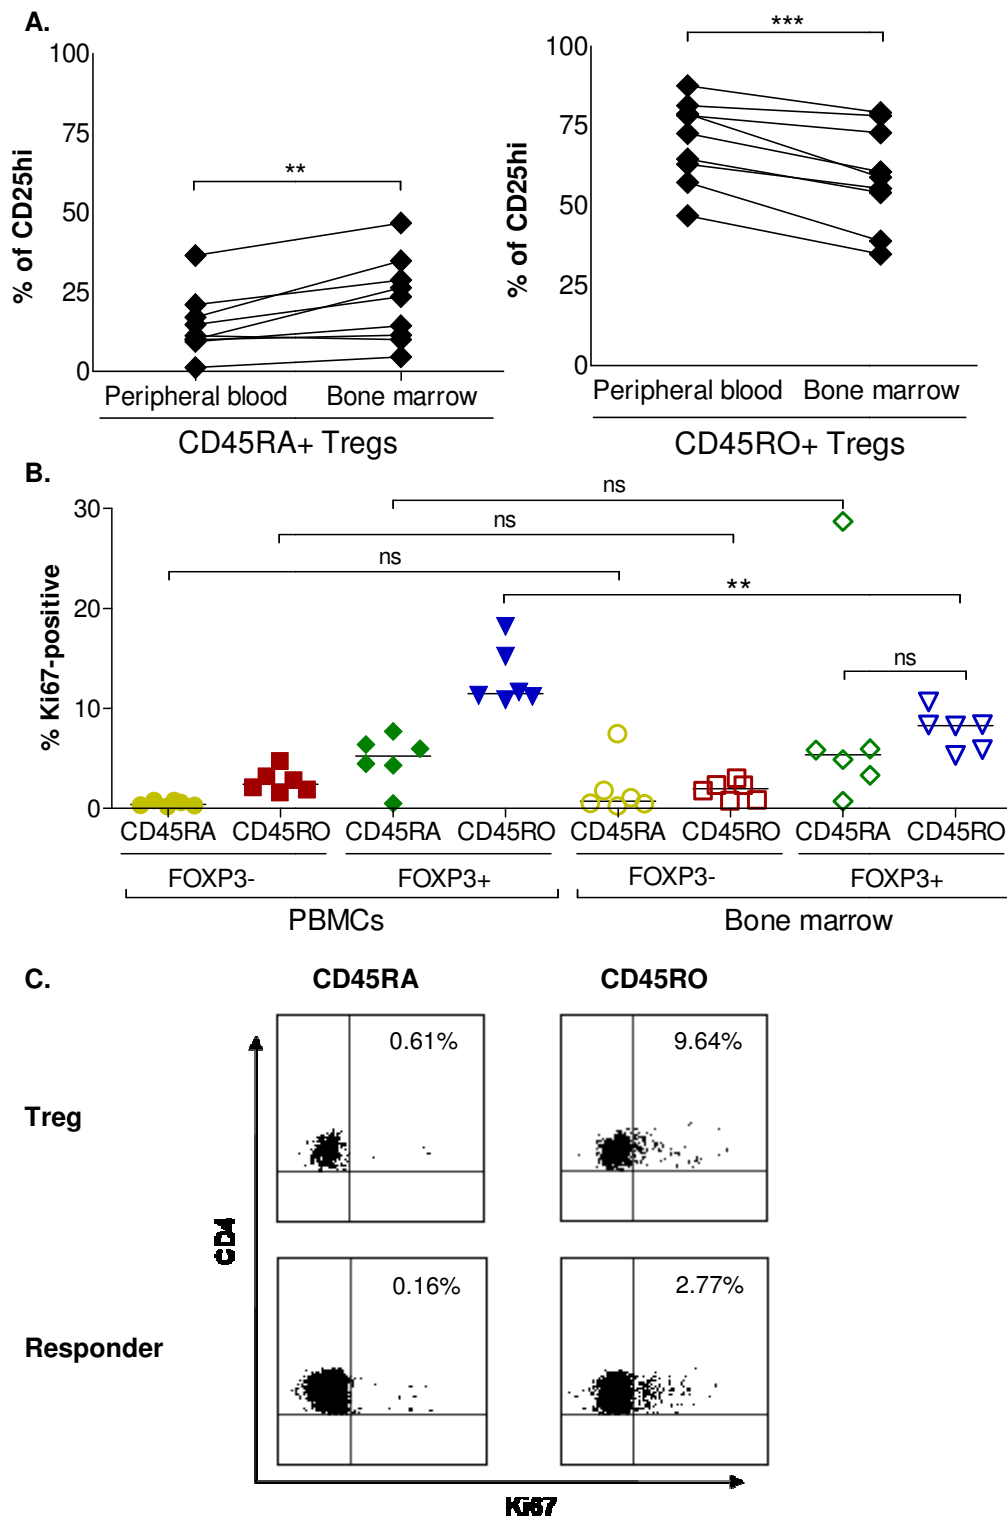 A.
100
75
50
25
0
% of CD25hi
**
Peripheral blood Bone marrow
CD45RA+ Tregs
100
75
50
25
0
% of CD25hi
***
Peripheral blood Bone marrow
CD45RO+ Tregs
B.
30
20
10
0
% Ki67-positive
ns
ns
ns
**
ns
CD45RA CD45RO CD45RA CD45RO CD45RA CD45RO CD45RA CD45RO
FOXP3- FOXP3+ FOXP3- FOXP3+
PBMCs Bone marrow
C.
CD45RA CD45RO
Treg
0.61% 9.64%
Responder
0.16% 2.77%
CD4
Ki67